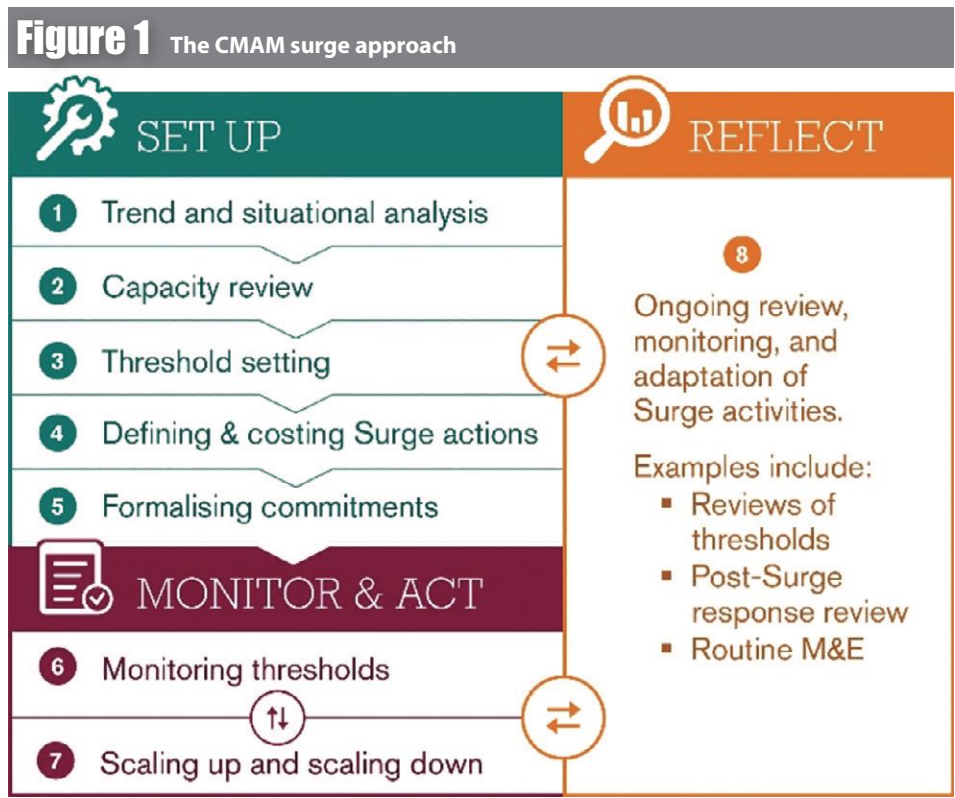 Figure 1 The CMAM surge approach
SET UP
1 Trend and situational analysis
2 Capacity review
3 Threshold setting
4 Defining & costing Surge actions
5 Formalising commitments
MONITOR & ACT
6 Monitoring thresholds
7 Scaling up and scaling down
REFLECT
8
Ongoing review,
monitoring, and
adaptation of
Surge activities.
Examples include:
▪ Reviews of
thresholds
▪ Post-Surge
response review
▪ Routine M&E